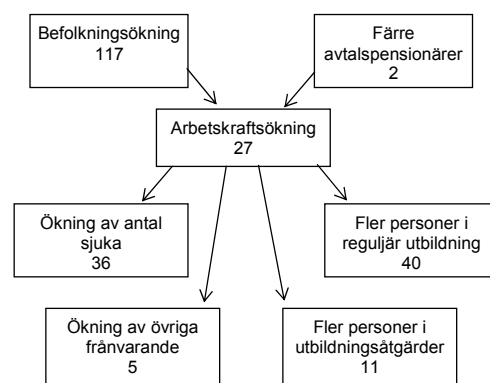 Befolkningsökning
117
Färre
avtalspensionärer
2
Arbetskraftsökning
27
Ökning av antal
sjuka
36
Fler personer i
reguljär utbildning
40
Ökning av övriga
frånvarande
5
Fler personer i
utbildningsåtgärder
11